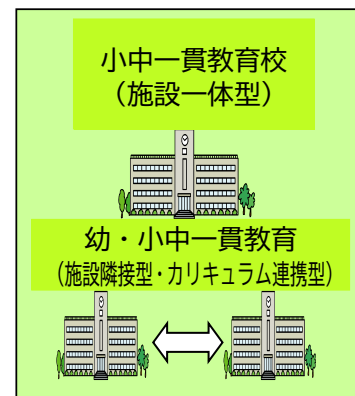 小中一貫教育校
（施設一体型）
幼・小中一貫教育
（施設隣接型・カリキュラム連携型）